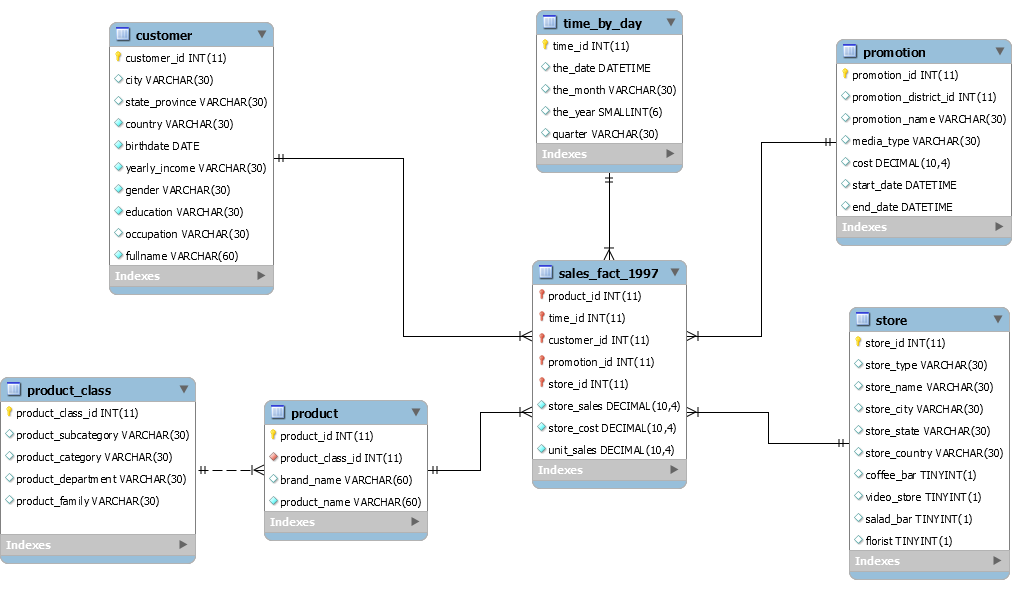 customer
customer_id INT(11)
city VARCHAR(30)
state_province VARCHAR(30)
country VARCHAR(30)
birthdate DATE
yearly_income VARCHAR(30)
gender VARCHAR(30)
education VARCHAR(30)
occupation VARCHAR(30)
fullname VARCHAR(60)
Indexes
time_by_day
time_id INT(11)
the_date DATETIME
the_month VARCHAR(30)
the_year SMALLINT(6)
quarter VARCHAR(30)
Indexes
promotion
promotion_id INT(11)
promotion_district_id INT(11)
promotion_name VARCHAR(30)
media_type VARCHAR(30)
cost DECIMAL(10,4)
start_date DATETIME
end_date DATETIME
Indexes
sales_fact_1997
product_id INT(11)
time_id INT(11)
customer_id INT(11)
promotion_id INT(11)
store_id INT(11)
store_sales DECIMAL(10,4)
store_cost DECIMAL(10,4)
unit_sales DECIMAL(10,4)
Indexes
store
store_id INT(11)
store_type VARCHAR(30)
store_name VARCHAR(30)
store_city VARCHAR(30)
store_state VARCHAR(30)
store_country VARCHAR(30)
coffee_bar TINYINT(1)
video_store TINYINT(1)
salad_bar TINYINT(1)
florist TINYINT(1)
Indexes
product_class
product_class_id INT(11)
product_subcategory VARCHAR(30)
product_category VARCHAR(30)
product_department VARCHAR(30)
product_family VARCHAR(30)
Indexes
product
product_id INT(11)
product_class_id INT(11)
brand_name VARCHAR(60)
product_name VARCHAR(60)
Indexes